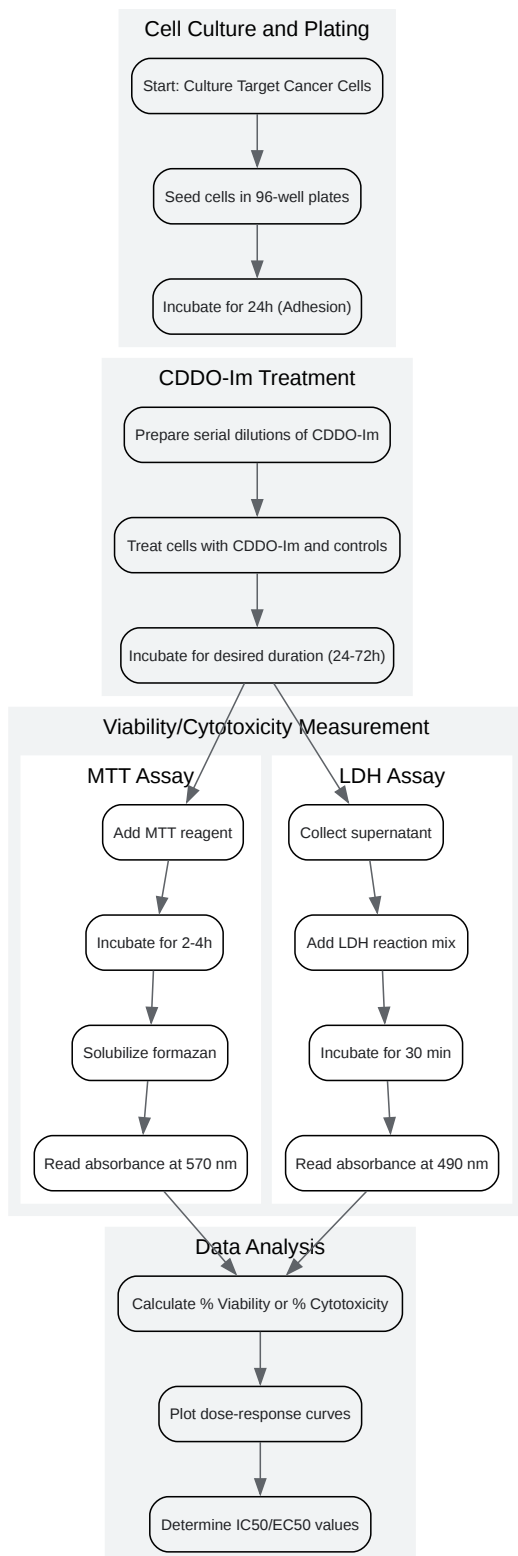 Cell Culture and Plating
Start: Culture Target Cancer Cells
Seed cells in 96-well plates
Incubate for 24h (Adhesion)
CDDO-Im Treatment
Prepare serial dilutions of CDDO-Im
Treat cells with CDDO-Im and controls
Incubate for desired duration (24-72h)
Viability/Cytotoxicity Measurement
MTT Assay
Add MTT reagent
Incubate for 2-4h
Solubilize formazan
Read absorbance at 570 nm
LDH Assay
Collect supernatant
Add LDH reaction mix
Incubate for 30 min
Read absorbance at 490 nm
Data Analysis
Calculate % Viability or % Cytotoxicity
Plot dose-response curves
Determine IC50/EC50 values